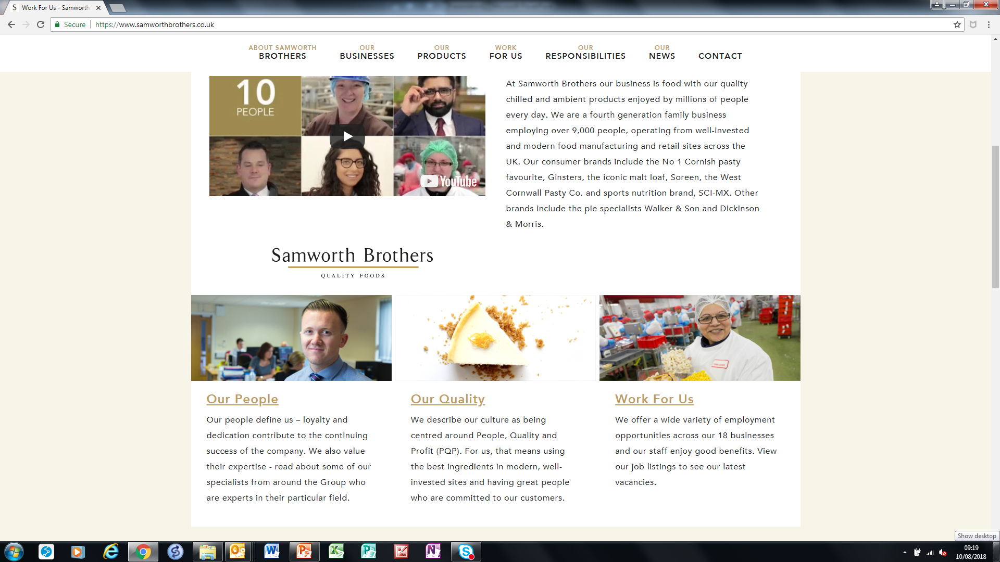 Work For Us - Samworth
Secure
https://www.samworthbrothers.co.uk
ABOUT SAMWORTH BROTHERS
OUR BUSINESSES
OUR PRODUCTS
WORK FOR US
OUR RESPONSIBILITIES
OUR NEWS
CONTACT
10
PEOPLE
YouTube
At Samworth Brothers our business is food with our quality
chilled and ambient products enjoyed by millions of people
every day. We are a fourth generation family business
employing over 9,000 people, operating from well-invested
and modern food manufacturing and retail sites across the
UK. Our consumer brands include the No 1 Cornish pasty
favourite, Ginsters, the iconic malt loaf, Soreen, the West
Cornwall Pasty Co. and sports nutrition brand, SCI-MX. Other
brands include the pie specialists Walker & Son and Dickinson
& Morris.
Samworth Brothers
QUALITY FOODS
Our People
Our people define us – loyalty and
dedication contribute to the continuing
success of the company. We also value
their expertise - read about some of our
specialists from around the Group who
are experts in their particular field.
Our Quality
We describe our culture as being
centred around People, Quality and
Profit (PQP). For us, that means using
the best ingredients in modern, well-
invested sites and having great people
who are committed to our customers.
Work For Us
We offer a wide variety of employment
opportunities across our 18 businesses
and our staff enjoy good benefits. View
our job listings to see our latest
vacancies.
Show desktop
09:19
10/08/2018